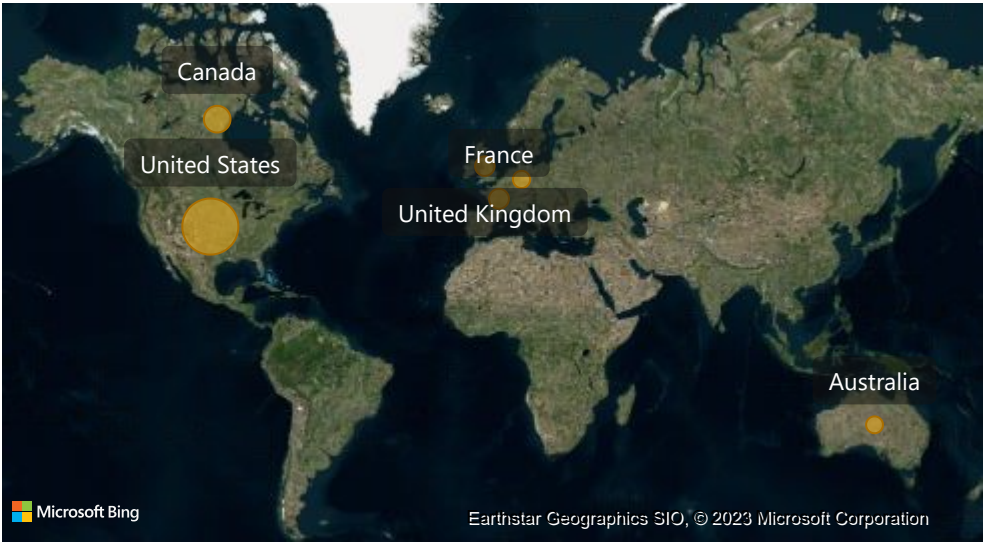 Canada
United States
France
United Kingdom
Australia
Microsoft Bing
Earthstar Geographics SIO, © 2023 Microsoft Corporation